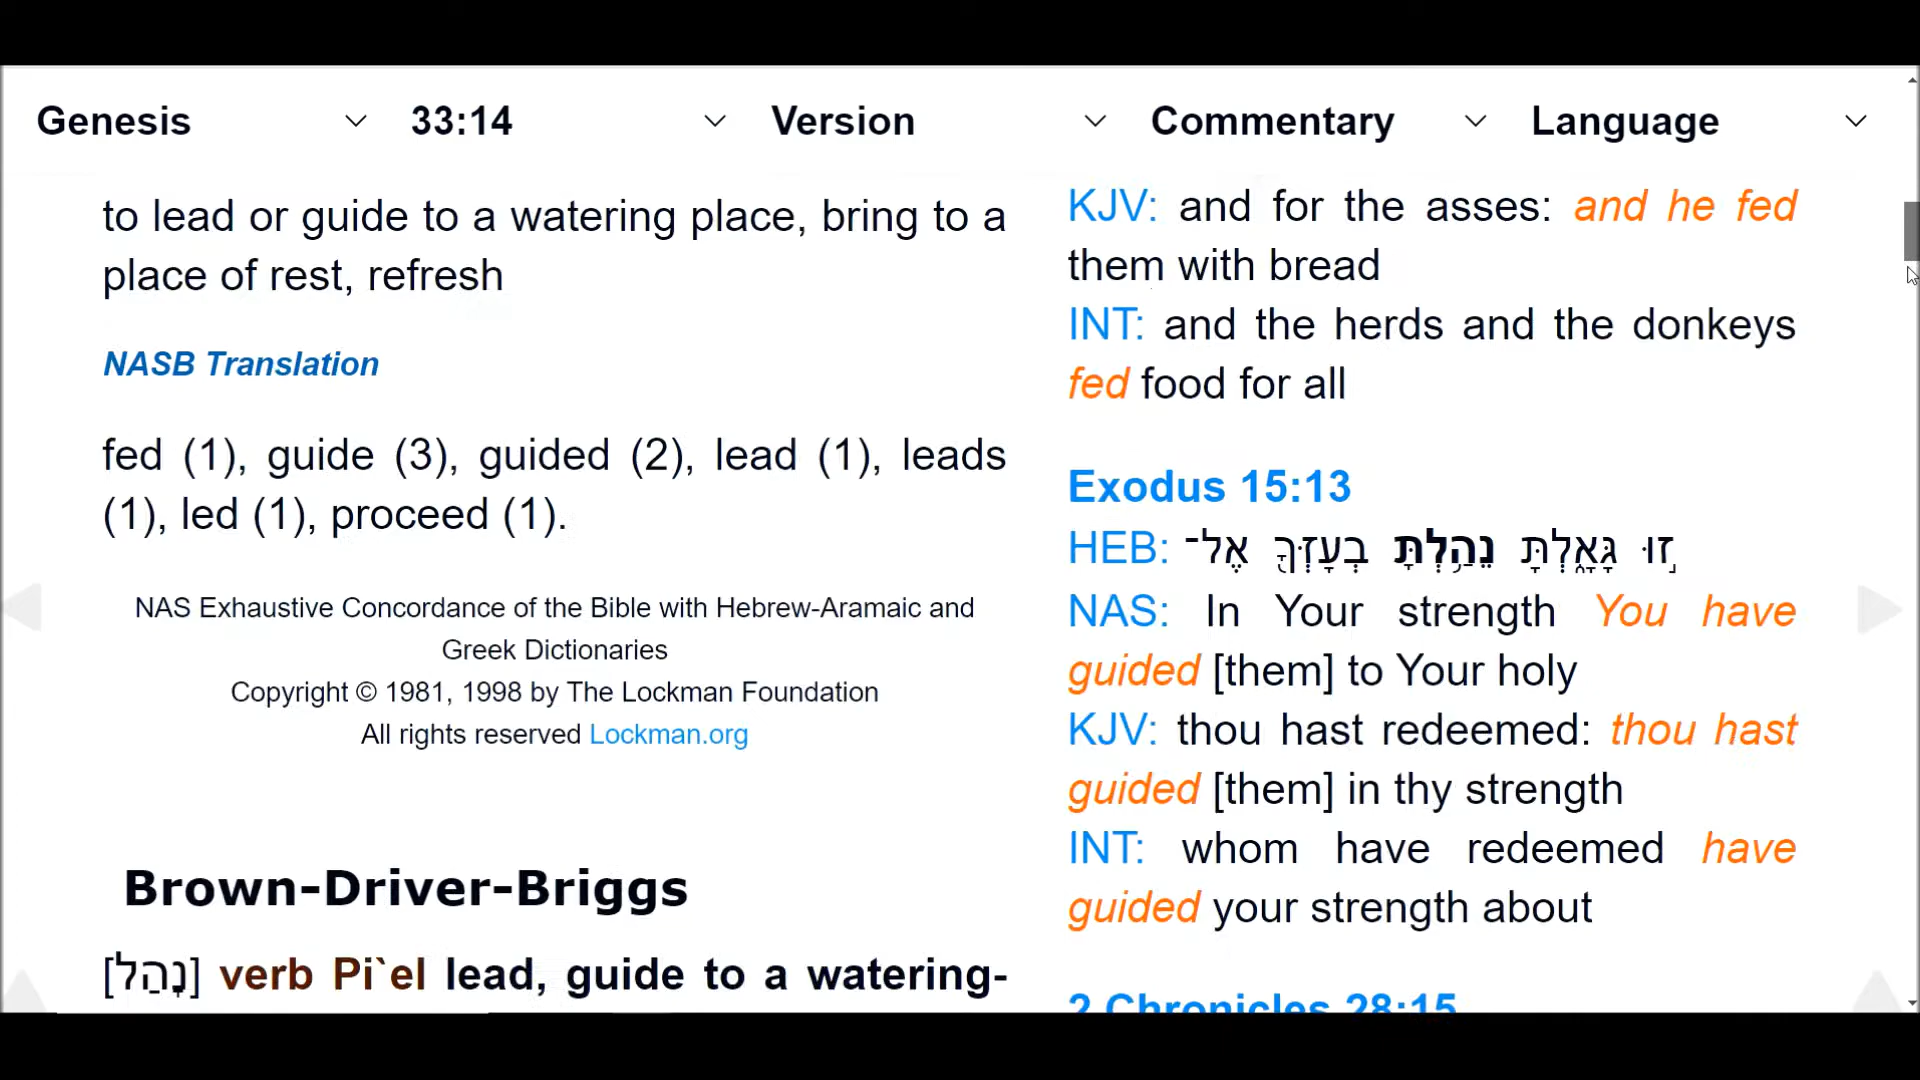 Genesis 33:14 Version Commentary Language
to lead or guide to a watering place, bring to a
place of rest, refresh
NASB Translation
fed (1), guide (3), guided (2), lead (1), leads
(1), led (1), proceed (1).
NAS Exhaustive Concordance of the Bible with Hebrew-Aramaic and
Greek Dictionaries
Copyright © 1981, 1998 by The Lockman Foundation
All rights reserved Lockman.org
Brown-Driver-Briggs
[נָהַל] verb Pi`el lead, guide to a watering-
KJV: and for the asses: and he fed
them with bread
INT: and the herds and the donkeys
fed food for all
Exodus 15:13
HEB: ז֣וּ גָּאָ֑לְתָּ נֵהַ֥לְתָּ בְעָזְּךָ֖ אֶל־
NAS: In Your strength You have
guided [them] to Your holy
KJV: thou hast redeemed: thou hast
guided [them] in thy strength
INT: whom have redeemed have
guided your strength about
2 Chronicles 28:15